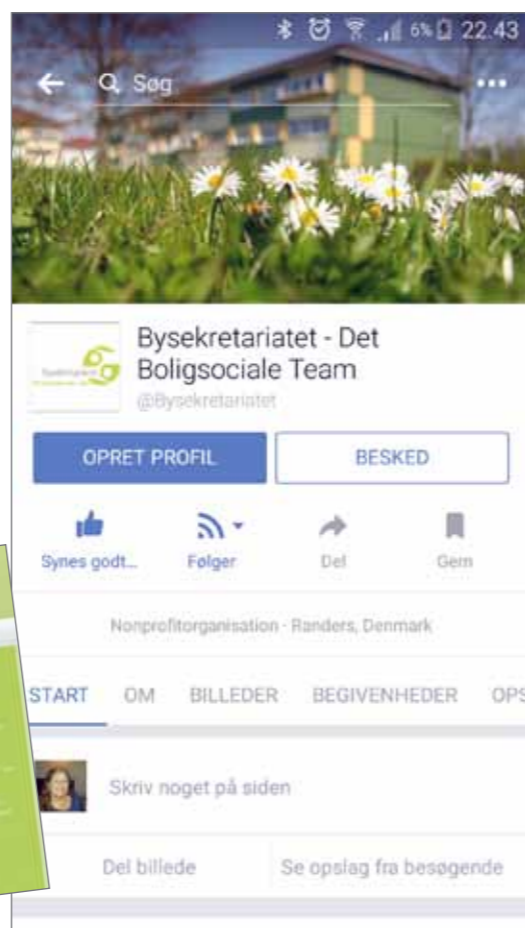 6% 22.43
Søg
Bysekretariatet - Det
Boligsociale Team
@Bysekretariatet
OPRET PROFIL
BESKED
Synes godt...
Følger
Del
Gem
Nonprofitorganisation - Randers, Denmark
START OM BILLEDER BEGIVENHEDER OPS
Skriv noget på siden
Del billede
Se opslag fra besøgende